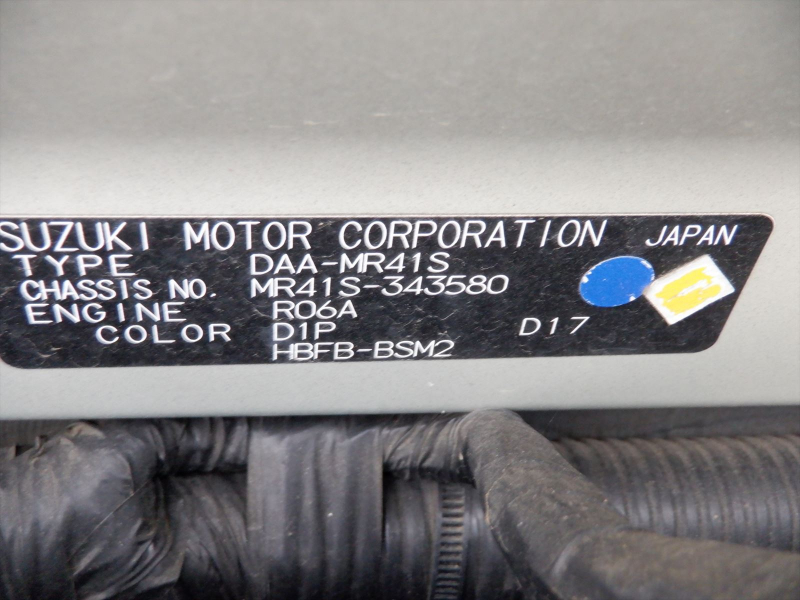 SUZUKI MOTOR CORPORATION JAPAN
TYPE DAA-MR41S
CHASSIS NO. MR41S-343580
ENGINE R06A
COLOR D1P D17
HBFB-BSM2